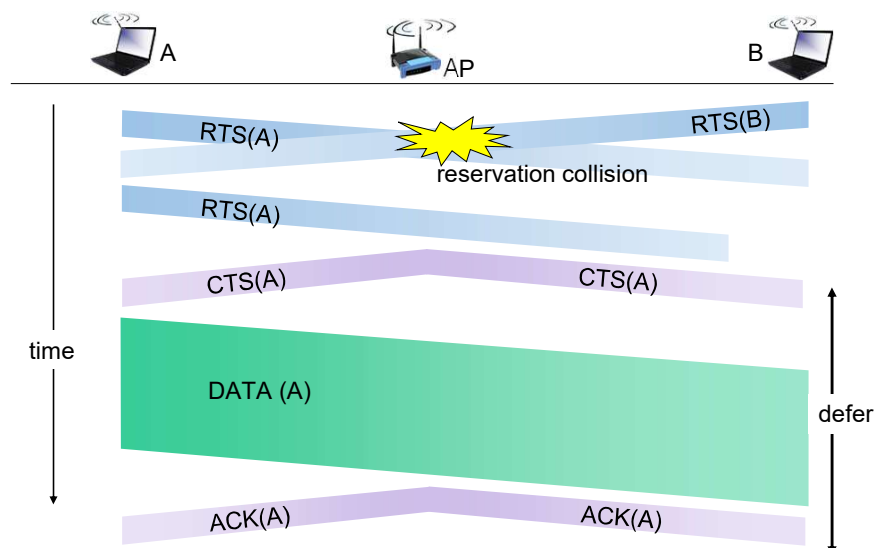 A
AP
B
RTS(A)
RTS(B)
reservation collision
RTS(A)
CTS(A)
CTS(A)
time
DATA (A)
defer
ACK(A)
ACK(A)